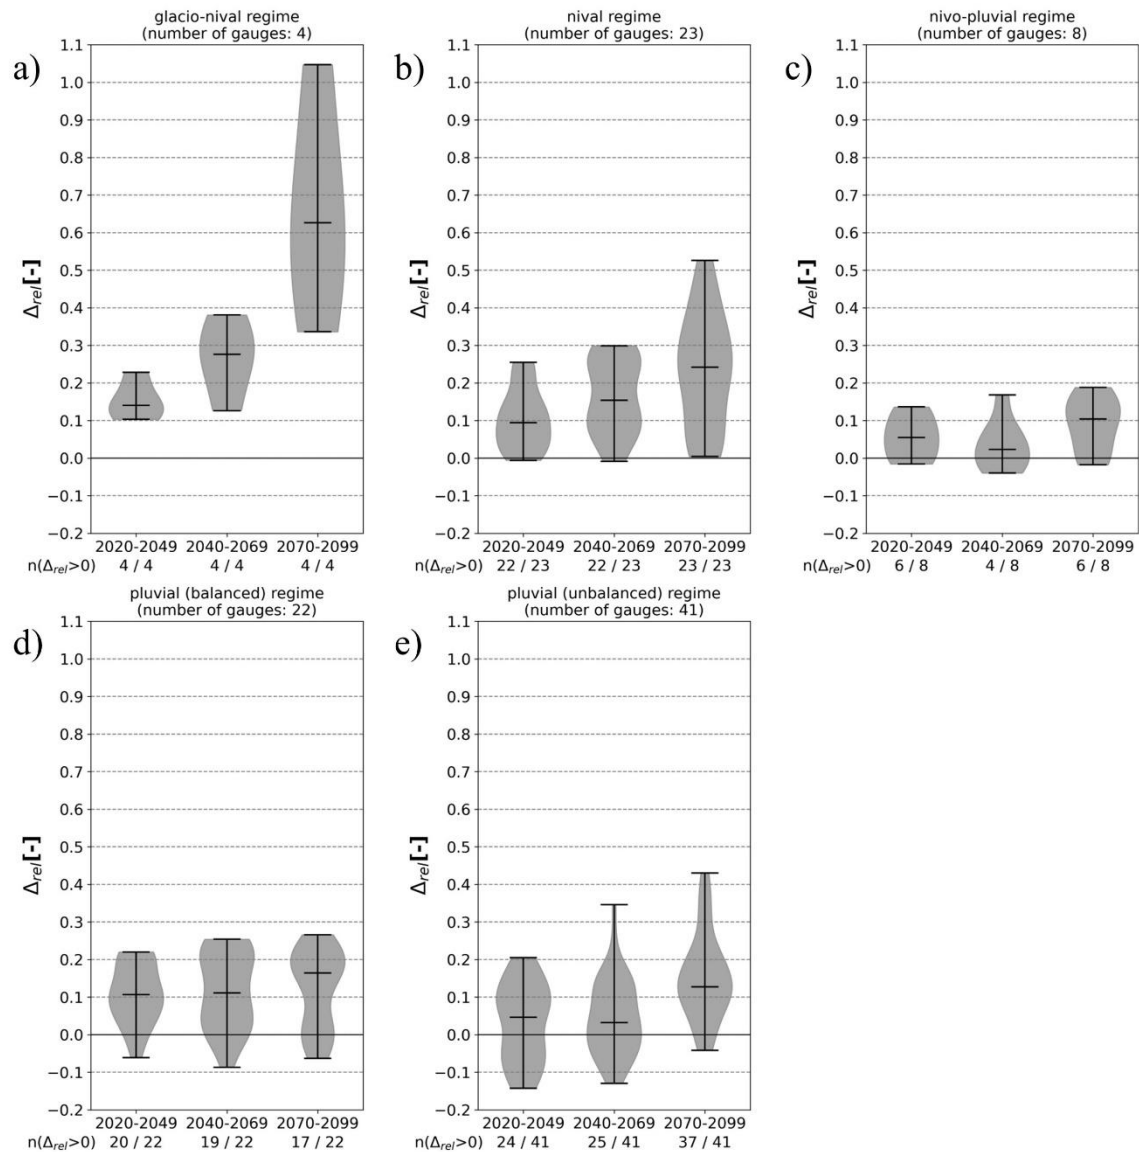 glacio-nival regime
(number of gauges: 4)
a)
1.1
1.0
0.9
0.8
0.7
0.6
0.5
0.4
0.3
0.2
0.1
0.0
−0.1
−0.2
Δrel[-]
2020-2049 2040-2069 2070-2099
n(Δrel>0) 4 / 4 4 / 4 4 / 4
nival regime
(number of gauges: 23)
b)
1.1
1.0
0.9
0.8
0.7
0.6
0.5
0.4
0.3
0.2
0.1
0.0
−0.1
−0.2
Δrel[-]
2020-2049 2040-2069 2070-2099
n(Δrel>0) 22 / 23 22 / 23 23 / 23
nivo-pluvial regime
(number of gauges: 8)
c)
1.1
1.0
0.9
0.8
0.7
0.6
0.5
0.4
0.3
0.2
0.1
0.0
−0.1
−0.2
Δrel[-]
2020-2049 2040-2069 2070-2099
n(Δrel>0) 6 / 8 4 / 8 6 / 8
pluvial (balanced) regime
(number of gauges: 22)
d)
1.1
1.0
0.9
0.8
0.7
0.6
0.5
0.4
0.3
0.2
0.1
0.0
−0.1
−0.2
Δrel[-]
2020-2049 2040-2069 2070-2099
n(Δrel>0) 20 / 22 19 / 22 17 / 22
pluvial (unbalanced) regime
(number of gauges: 41)
e)
1.1
1.0
0.9
0.8
0.7
0.6
0.5
0.4
0.3
0.2
0.1
0.0
−0.1
−0.2
Δrel[-]
2020-2049 2040-2069 2070-2099
n(Δrel>0) 24 / 41 25 / 41 37 / 41